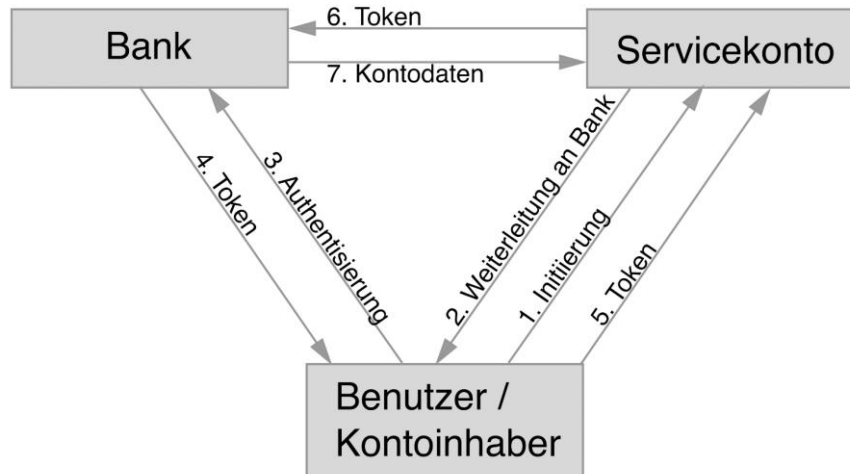 6. Token
Bank
Servicekonto
7. Kontodaten
4. Token
3. Authentisierung
2. Weiterleitung an Bank
1. Initiierung
5. Token
Benutzer /
Kontoinhaber